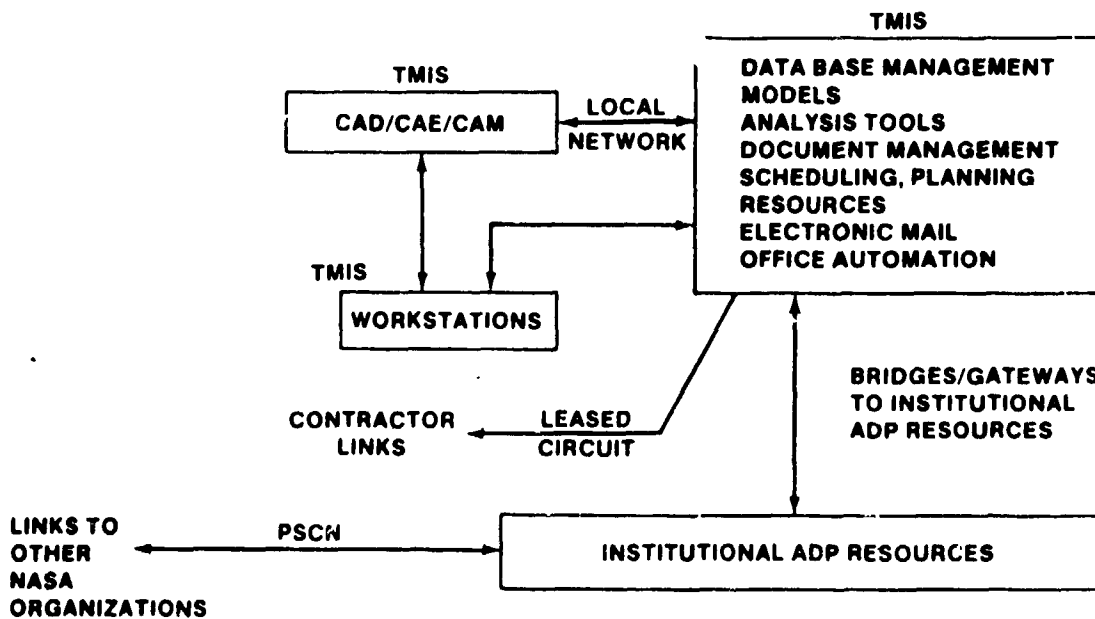 TMIS
DATA BASE MANAGEMENT
MODELS
ANALYSIS TOOLS
DOCUMENT MANAGEMENT
SCHEDULING, PLANNING
RESOURCES
ELECTRONIC MAIL
OFFICE AUTOMATION
TMIS
CAD/CAE/CAM
LOCAL
NETWORK
TMIS
WORKSTATIONS
BRIDGES/GATEWAYS
TO INSTITUTIONAL
ADP RESOURCES
CONTRACTOR
LINKS
LEASED
CIRCUIT
LINKS TO
OTHER
NASA
ORGANIZATIONS
PSCN
INSTITUTIONAL ADP RESOURCES